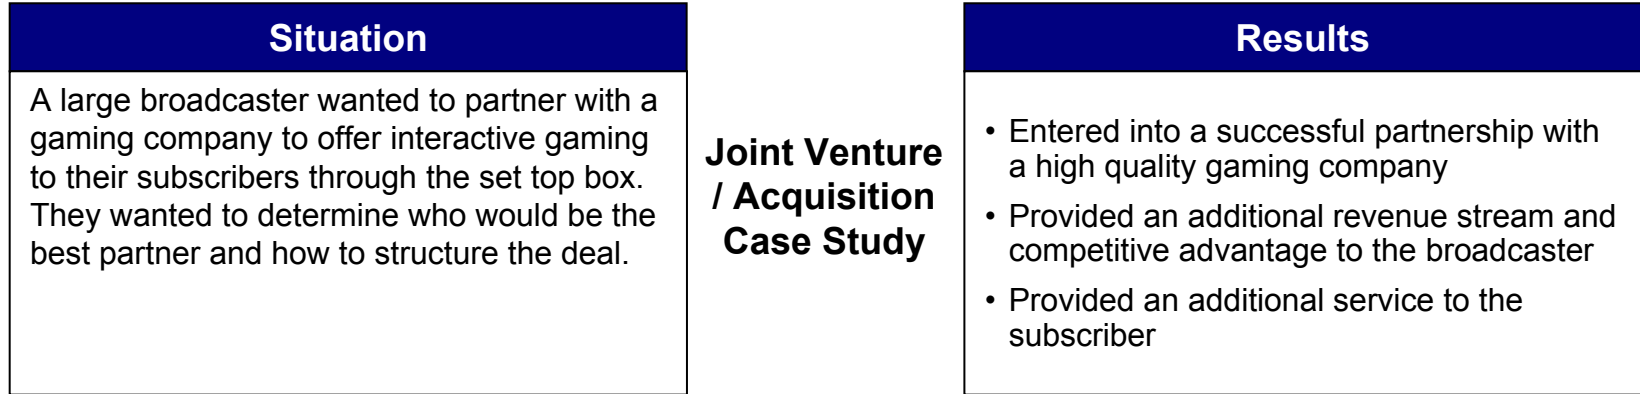 Situation
A large broadcaster wanted to partner with a
gaming company to offer interactive gaming
to their subscribers through the set top box.
They wanted to determine who would be the
best partner and how to structure the deal.
Joint Venture
/ Acquisition
Case Study
Results
• Entered into a successful partnership with
a high quality gaming company
• Provided an additional revenue stream and
competitive advantage to the broadcaster
• Provided an additional service to the
subscriber